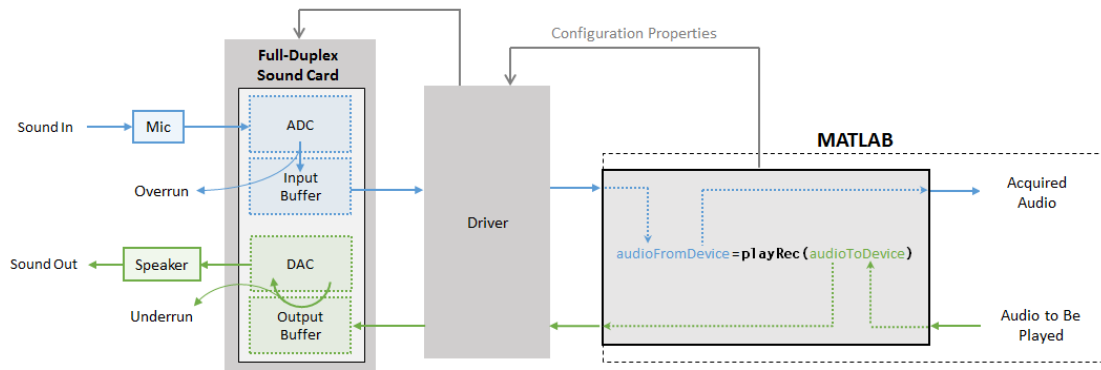 Configuration Properties
Full-Duplex
Sound Card
Sound In
Mic
ADC
MATLAB
Overrun
Input
Buffer
Driver
Acquired
Audio
audioFromDevice=playRec(audioToDevice)
Sound Out
Speaker
DAC
Underrun
Output
Buffer
Audio to Be
Played